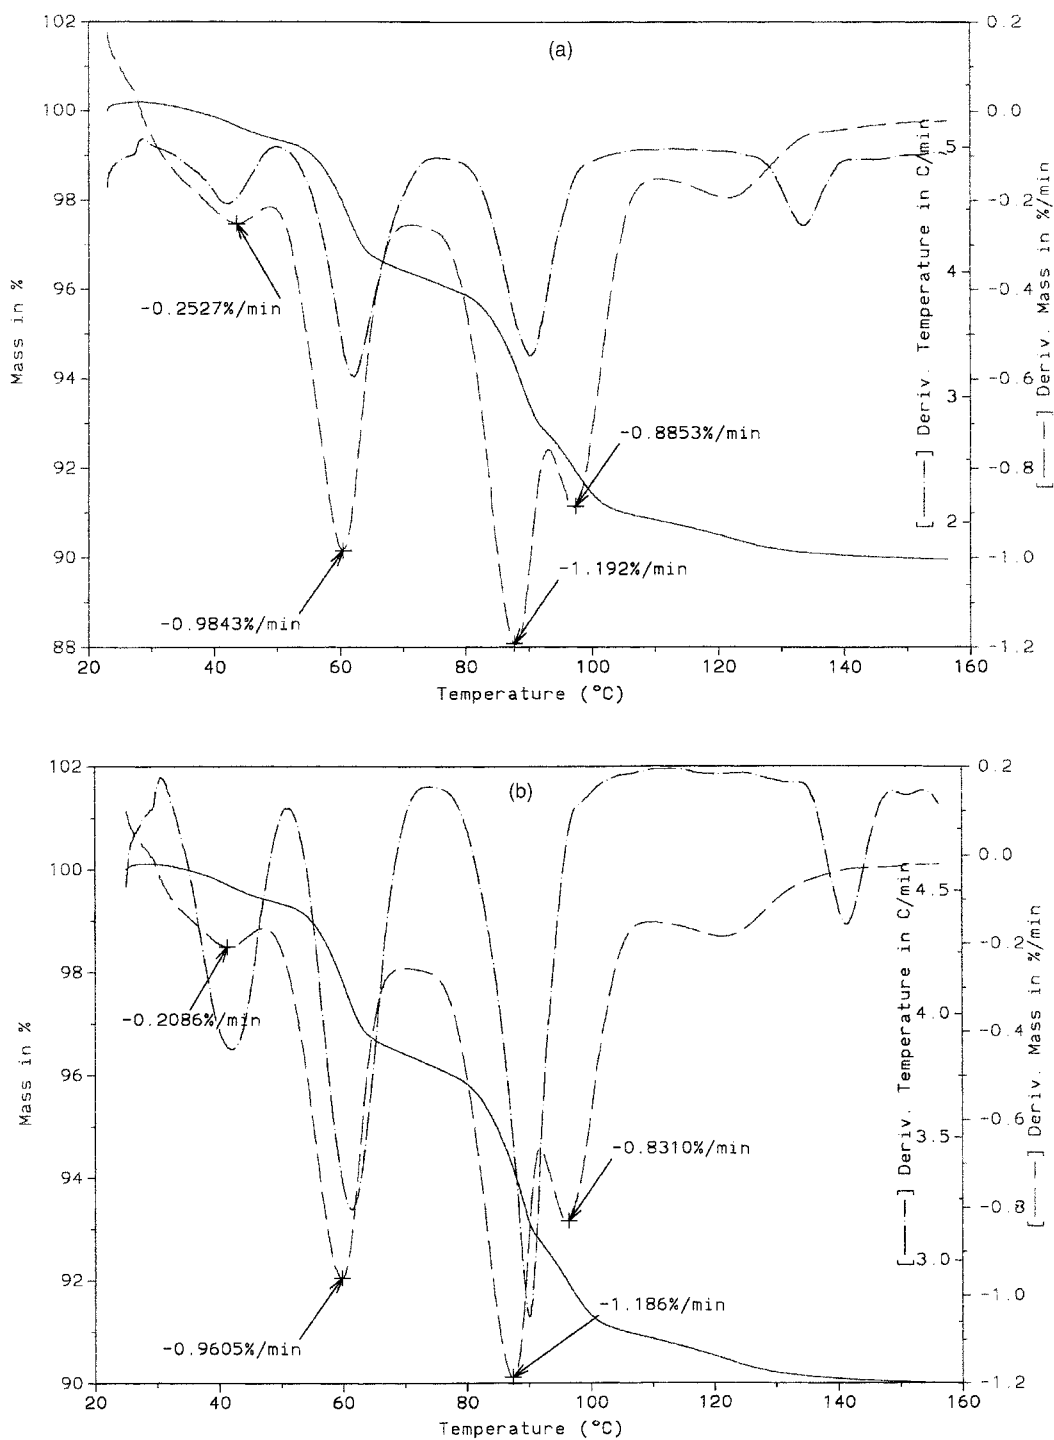 102
100
98
96
94
92
90
88
Mass in %
(a)
-0.2527%/min
-0.9843%/min
-1.192%/min
-0.8853%/min
5
4
3
2
[—·—] Deriv. Temperature in C/min
0.2
0.0
-0.2
-0.4
-0.6
-0.8
-1.0
-1.2
[— —] Deriv. Mass in %/min
20 40 60 80 100 120 140 160
Temperature (°C)
102
100
98
96
94
92
90
Mass in %
(b)
-0.2086%/min
-0.9605%/min
-1.186%/min
-0.8310%/min
4.5
4.0
3.5
3.0
[—·—] Deriv. Temperature in C/min
0.2
0.0
-0.2
-0.4
-0.6
-0.8
-1.0
-1.2
[— —] Deriv. Mass in %/min
20 40 60 80 100 120 140 160
Temperature (°C)